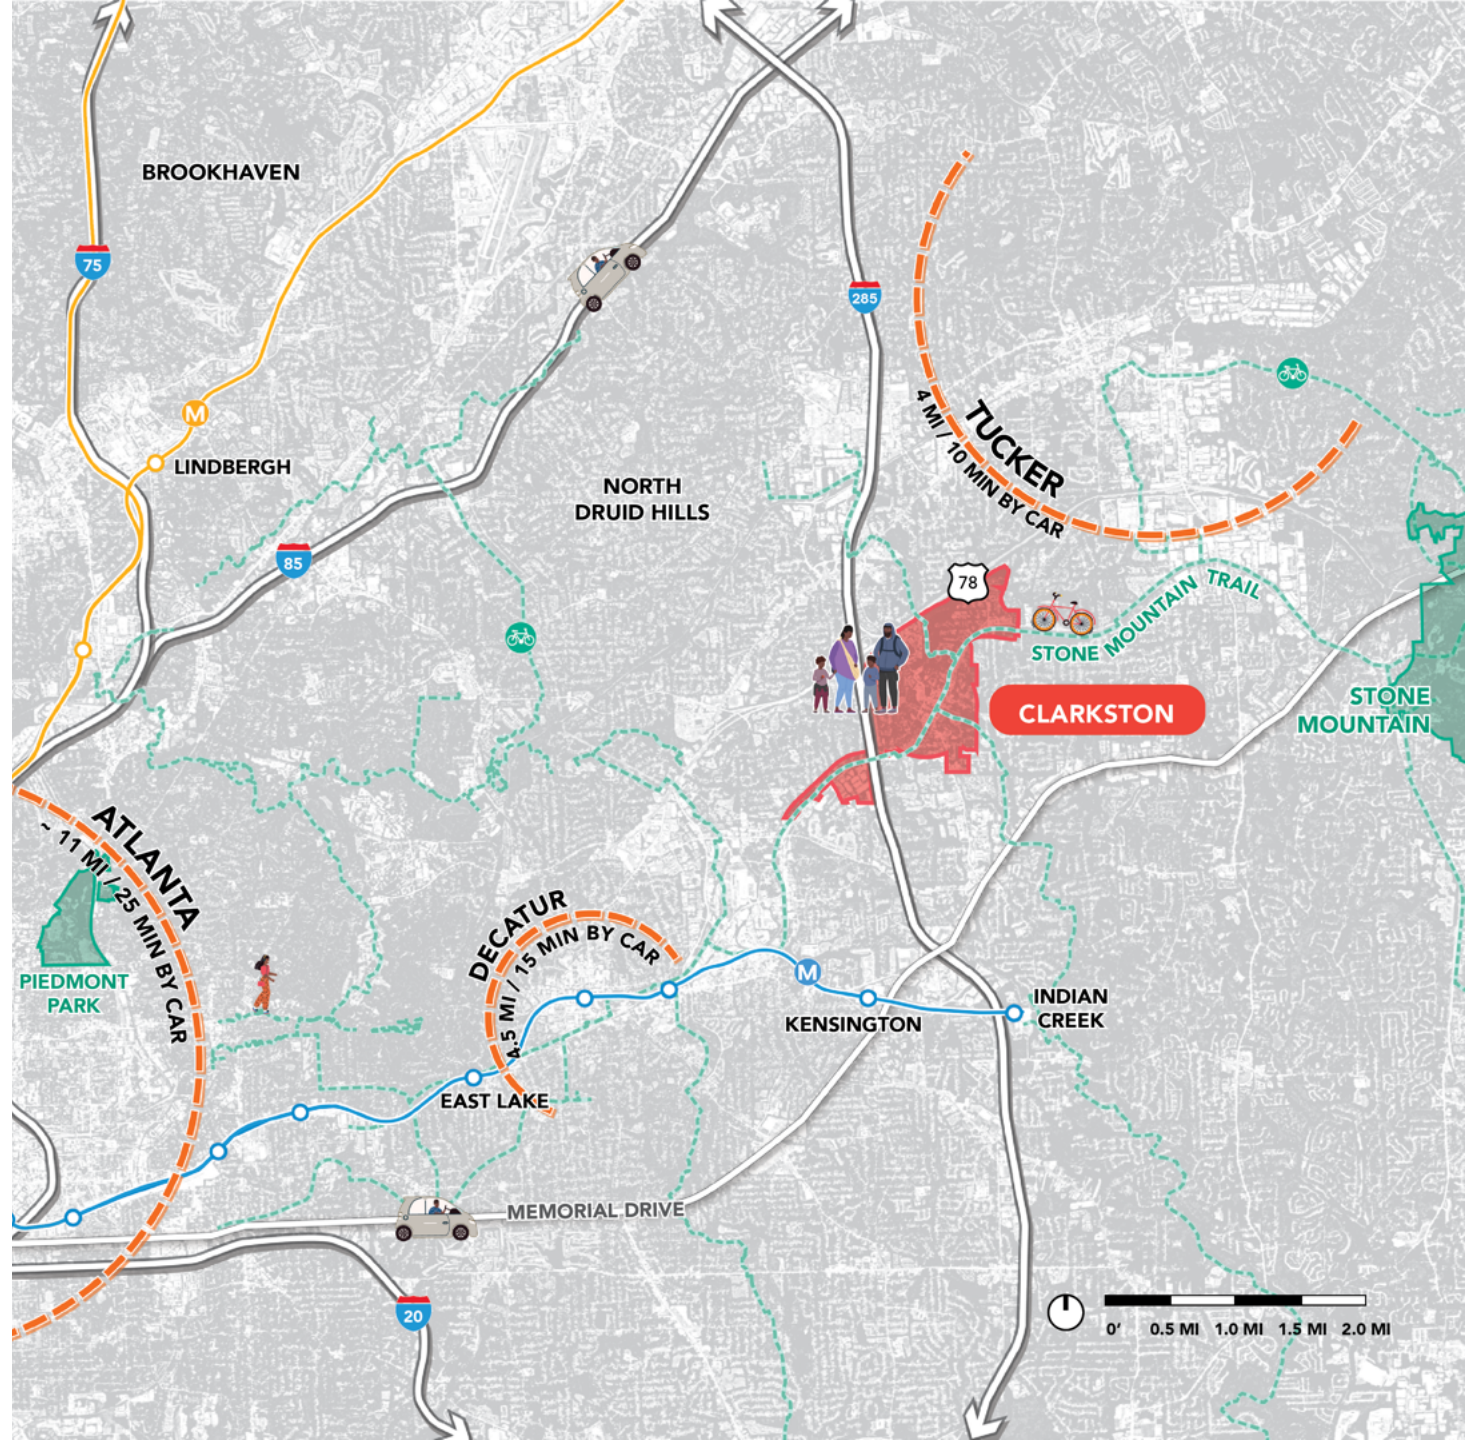 BROOKHAVEN
75
285
M
LINDBERGH
NORTH
DRUID HILLS
TUCKER
4 MI / 10 MIN BY CAR
85
78
STONE MOUNTAIN TRAIL
CLARKSTON
STONE
MOUNTAIN
ATLANTA
~ 11 MI / 25 MIN BY CAR
PIEDMONT
PARK
DECATUR
4.5 MI / 15 MIN BY CAR
M
KENSINGTON
INDIAN
CREEK
EAST LAKE
MEMORIAL DRIVE
20
0' 0.5 MI 1.0 MI 1.5 MI 2.0 MI